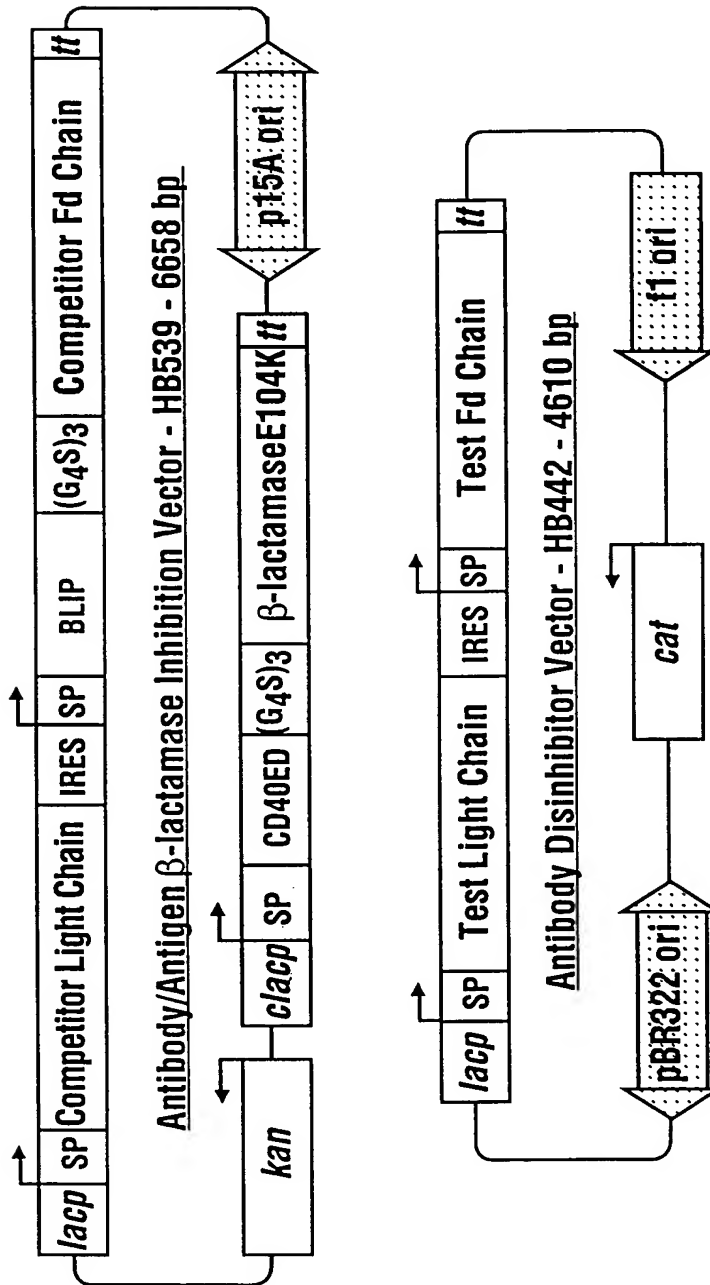 lacp SP Competitor Light Chain IRES SP BLIP (G4S)3 Competitor Fd Chain tt
Antibody/Antigen β-lactamase Inhibition Vector - HB539 - 6658 bp
kan clacp SP CD40ED (G4S)3 β-lactamaseE104K tt p15A ori
lacp SP Test Light Chain IRES SP Test Fd Chain tt
Antibody Disinhibitor Vector - HB442 - 4610 bp
pBR322 ori cat f1 ori